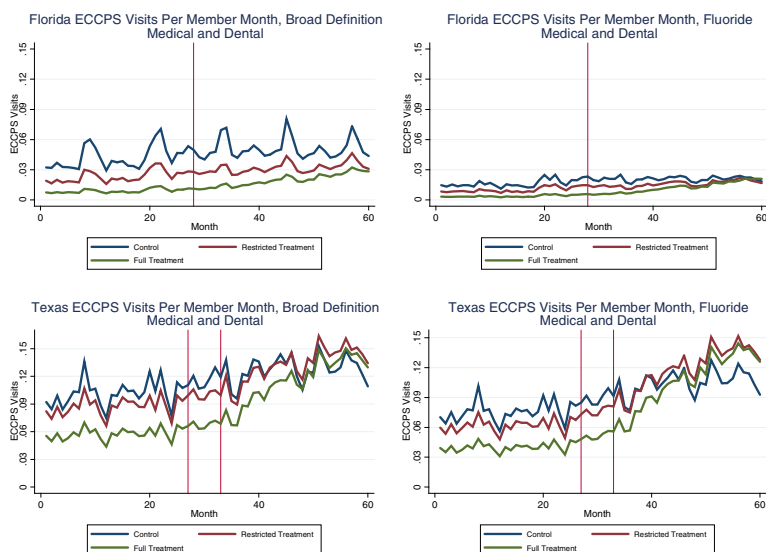 Florida ECCPS Visits Per Member Month, Broad Definition
Medical and Dental
ECCPS Visits
0 .03 .06 .09 .12 .15
0 20 40 60
Month
Control Restricted Treatment
Full Treatment
Florida ECCPS Visits Per Member Month, Fluoride
Medical and Dental
ECCPS Visits
0 .03 .06 .09 .12 .15
0 20 40 60
Month
Control Restricted Treatment
Full Treatment
Texas ECCPS Visits Per Member Month, Broad Definition
Medical and Dental
ECCPS Visits
0 .03 .06 .09 .12 .15
0 20 40 60
Month
Control Restricted Treatment
Full Treatment
Texas ECCPS Visits Per Member Month, Fluoride
Medical and Dental
ECCPS Visits
0 .03 .06 .09 .12 .15
0 20 40 60
Month
Control Restricted Treatment
Full Treatment